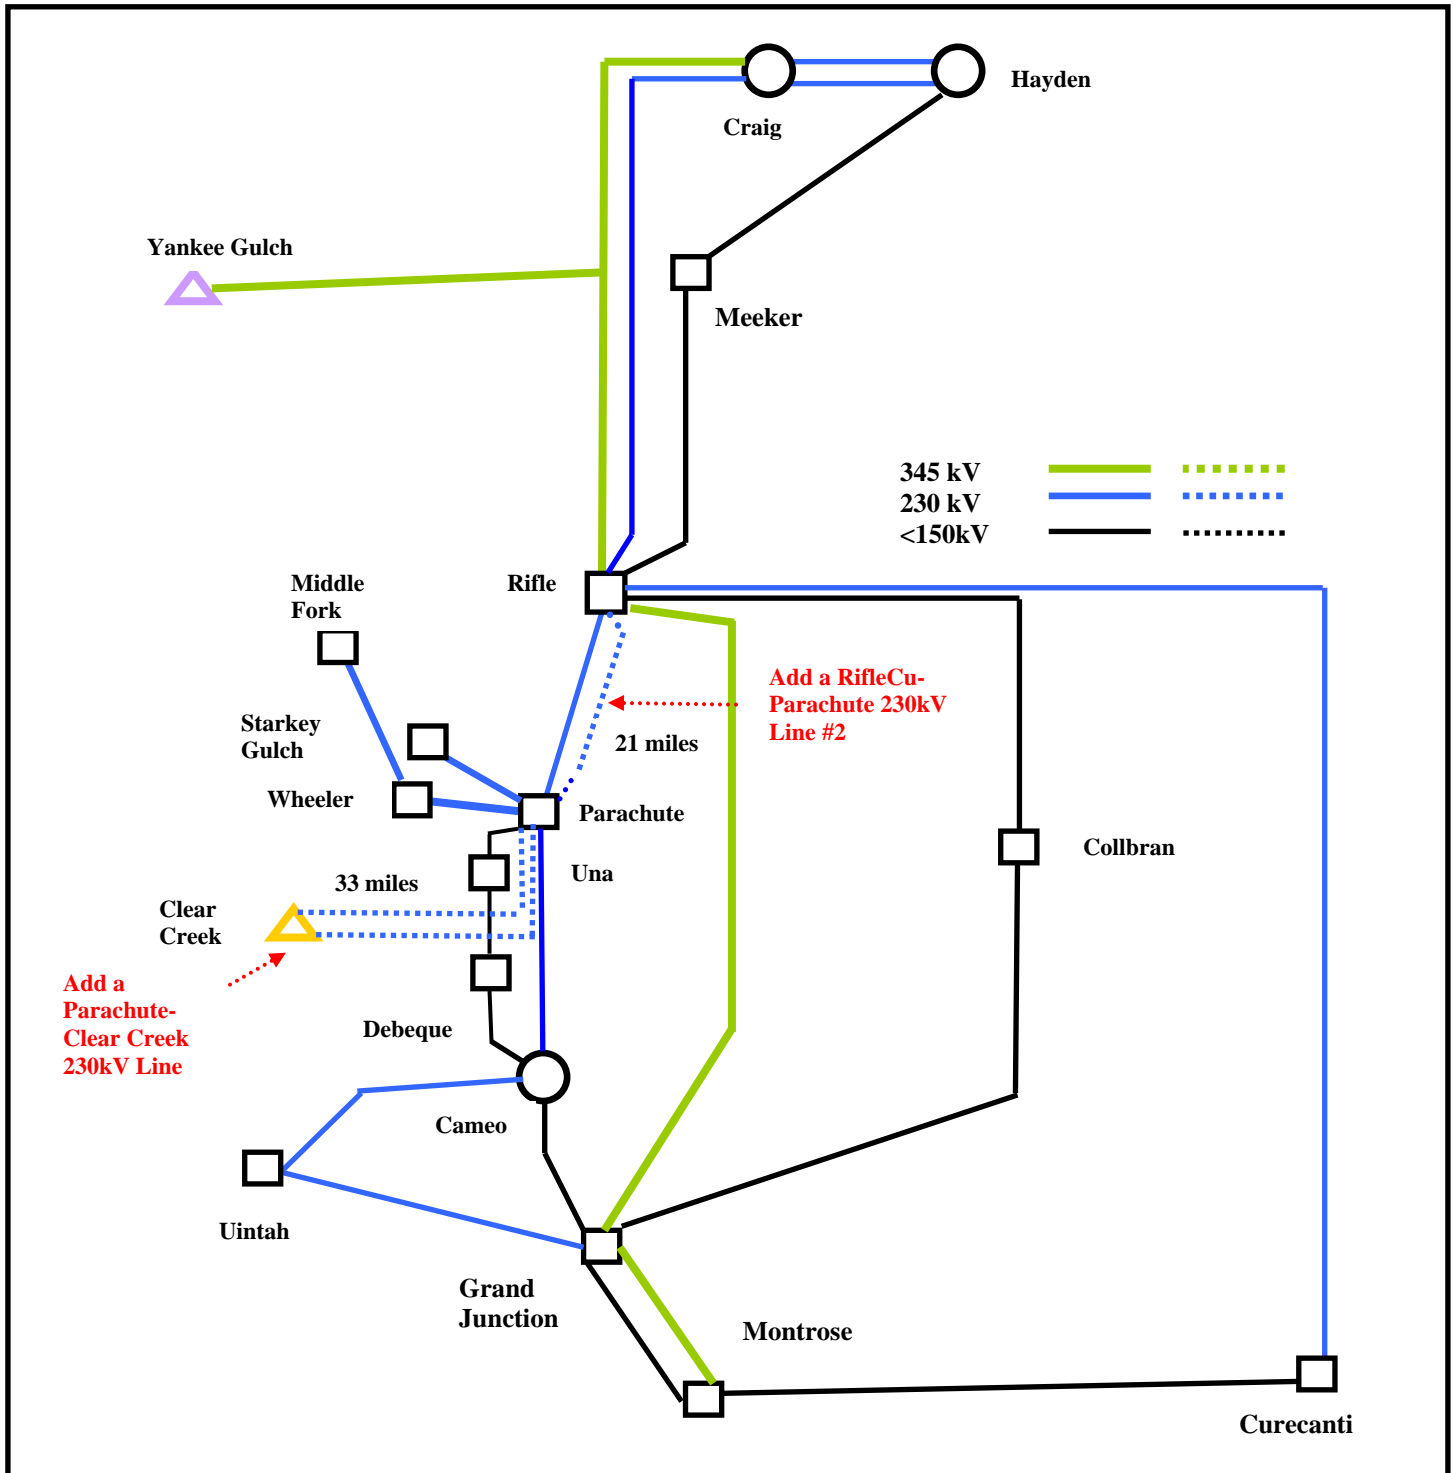 Hayden
Craig
Yankee Gulch
Meeker
345 kV
230 kV
<150kV
Middle
Fork
Rifle
Add a RifleCu-
Parachute 230kV
Line #2
Starkey
Gulch
21 miles
Wheeler
Parachute
Collbran
Una
33 miles
Clear
Creek
Add a
Parachute-
Clear Creek
230kV Line
Debeque
Cameo
Uintah
Grand
Junction
Montrose
Curecanti